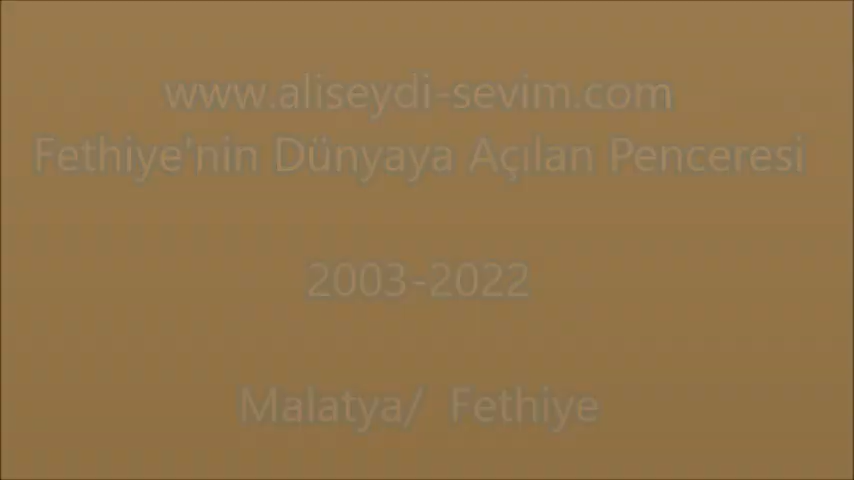 www.aliseydi-sevim.com
Fethiye'nin Dünyaya Açılan Penceresi
2003-2022
Malatya/ Fethiye